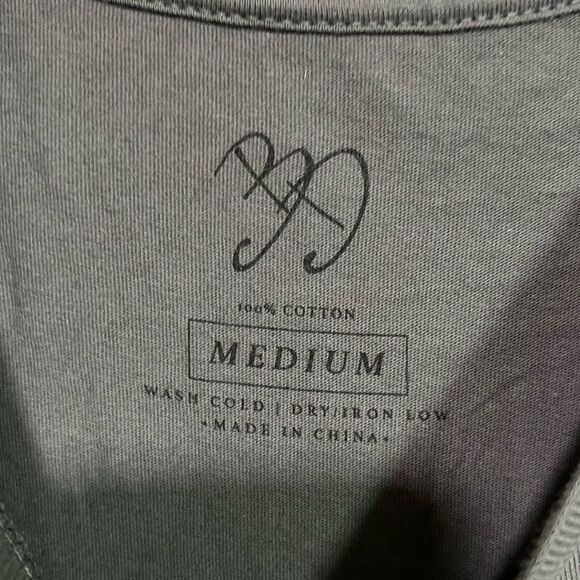 100% COTTON
MEDIUM
WASH COLD | DRY/IRON LOW
• MADE IN CHINA •